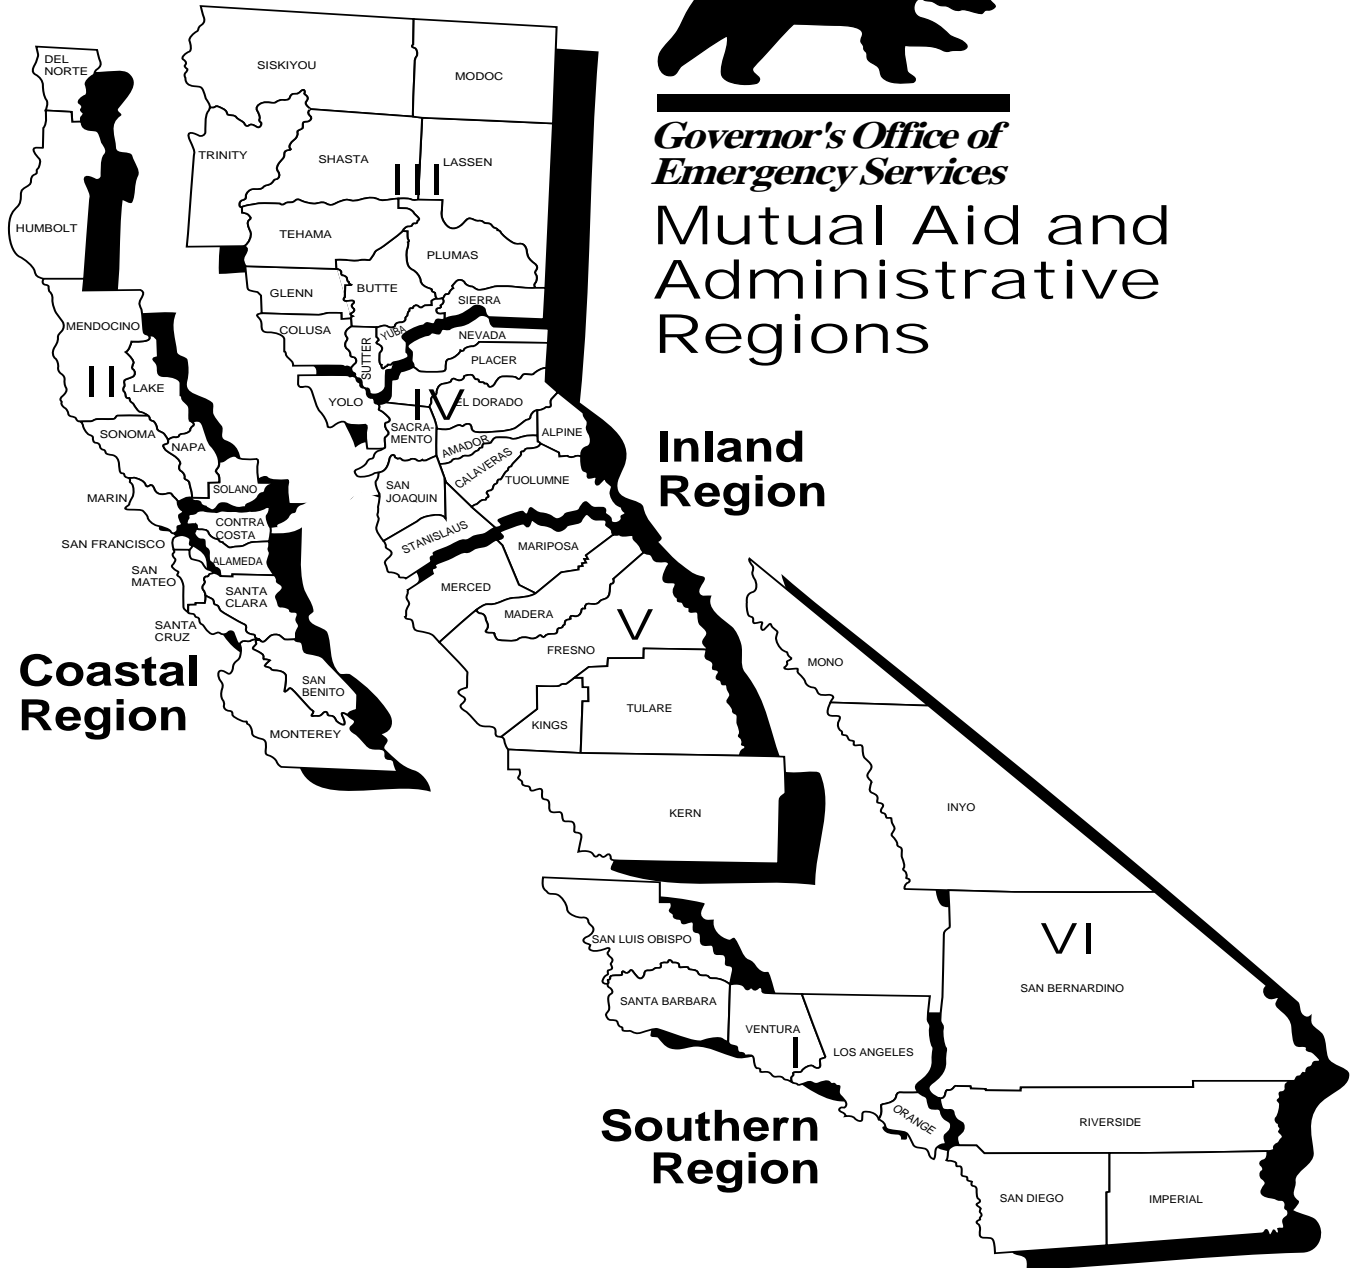 Governor's Office of
Emergency Services
Mutual Aid and
Administrative
Regions
DEL
NORTE
HUMBOLT
MENDOCINO
II
LAKE
SONOMA
NAPA
MARIN
SOLANO
CONTRA
COSTA
SAN FRANCISCO
ALAMEDA
SAN
MATEO
SANTA
CLARA
SANTA
CRUZ
SAN
BENITO
MONTEREY
Coastal
Region
SISKIYOU
MODOC
TRINITY
SHASTA
LASSEN
III
TEHAMA
PLUMAS
GLENN
BUTTE
SIERRA
COLUSA
SUTTER
YUBA
NEVADA
PLACER
YOLO
IV
EL DORADO
SACRA-
MENTO
AMADOR
ALPINE
CALAVERAS
SAN
JOAQUIN
TUOLUMNE
STANISLAUS
MARIPOSA
MERCED
MADERA
V
FRESNO
KINGS
TULARE
KERN
Inland
Region
MONO
INYO
VI
SAN BERNARDINO
SAN LUIS OBISPO
SANTA BARBARA
VENTURA
I
LOS ANGELES
ORANGE
RIVERSIDE
SAN DIEGO
IMPERIAL
Southern
Region